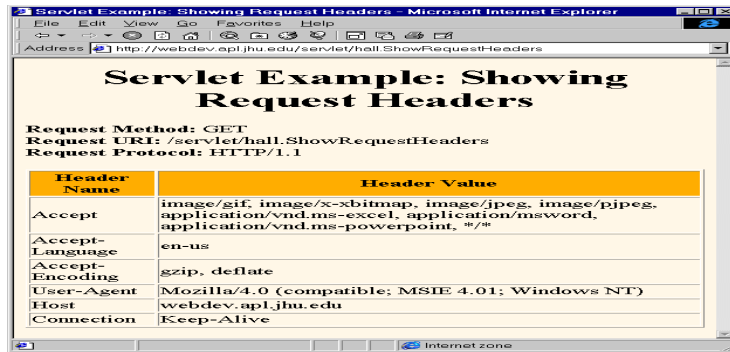 Servlet Example: Showing Request Headers - Microsoft Internet Explorer
File Edit View Go Favorites Help
Address http://webdev.apl.jhu.edu/servlet/hall.ShowRequestHeaders
Servlet Example: Showing
Request Headers
Request Method: GET
Request URI: /servlet/hall.ShowRequestHeaders
Request Protocol: HTTP/1.1
Header
Name
Header Value
Accept
image/gif, image/x-xbitmap, image/jpeg, image/pjpeg,
application/vnd.ms-excel, application/msword,
application/vnd.ms-powerpoint, */*
Accept-
Language
en-us
Accept-
Encoding
gzip, deflate
User-Agent
Mozilla/4.0 (compatible; MSIE 4.01; Windows NT)
Host
webdev.apl.jhu.edu
Connection
Keep-Alive
Internet zone